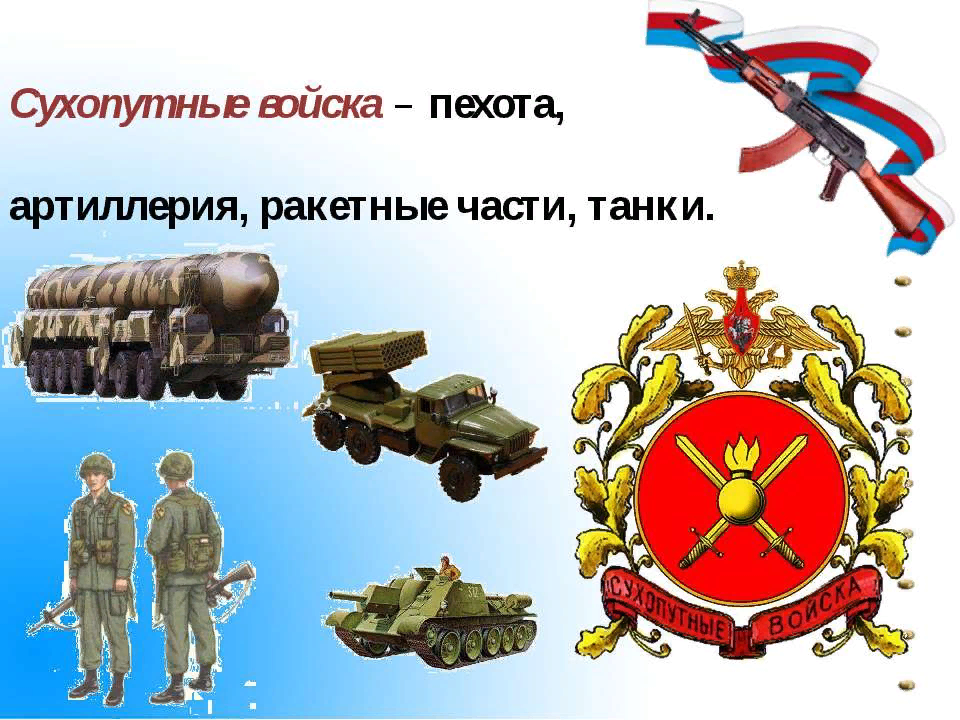 Сухопутные войска – пехота,
артиллерия, ракетные части, танки.
СУХОПУТНЫЕ ВОЙСКА